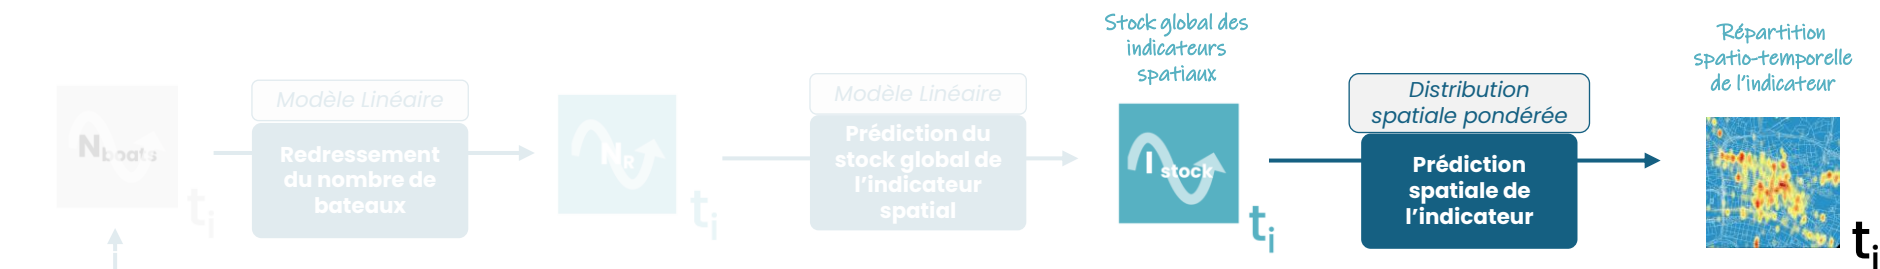 N boats
t i
Modèle Linéaire
Redressement
du nombre de
bateaux
N R
t i
Modèle Linéaire
Prédiction du
stock global de
l'indicateur
spatial
Stock global des
indicateurs
spatiaux
I stock
t i
Distribution
spatiale pondérée
Prédiction
spatiale de
l'indicateur
Répartition
spatio-temporelle
de l'indicateur
t i
i